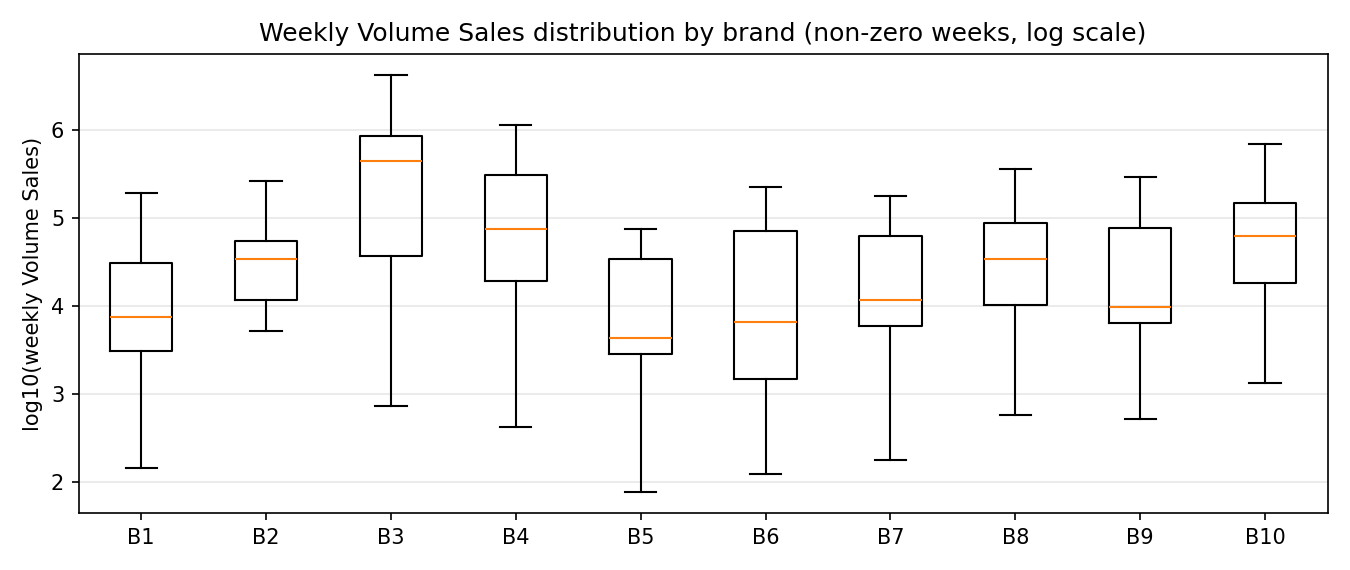 Weekly Volume Sales distribution by brand (non-zero weeks, log scale)
log10(weekly Volume Sales)
6
5
4
3
2
B1 B2 B3 B4 B5 B6 B7 B8 B9 B10